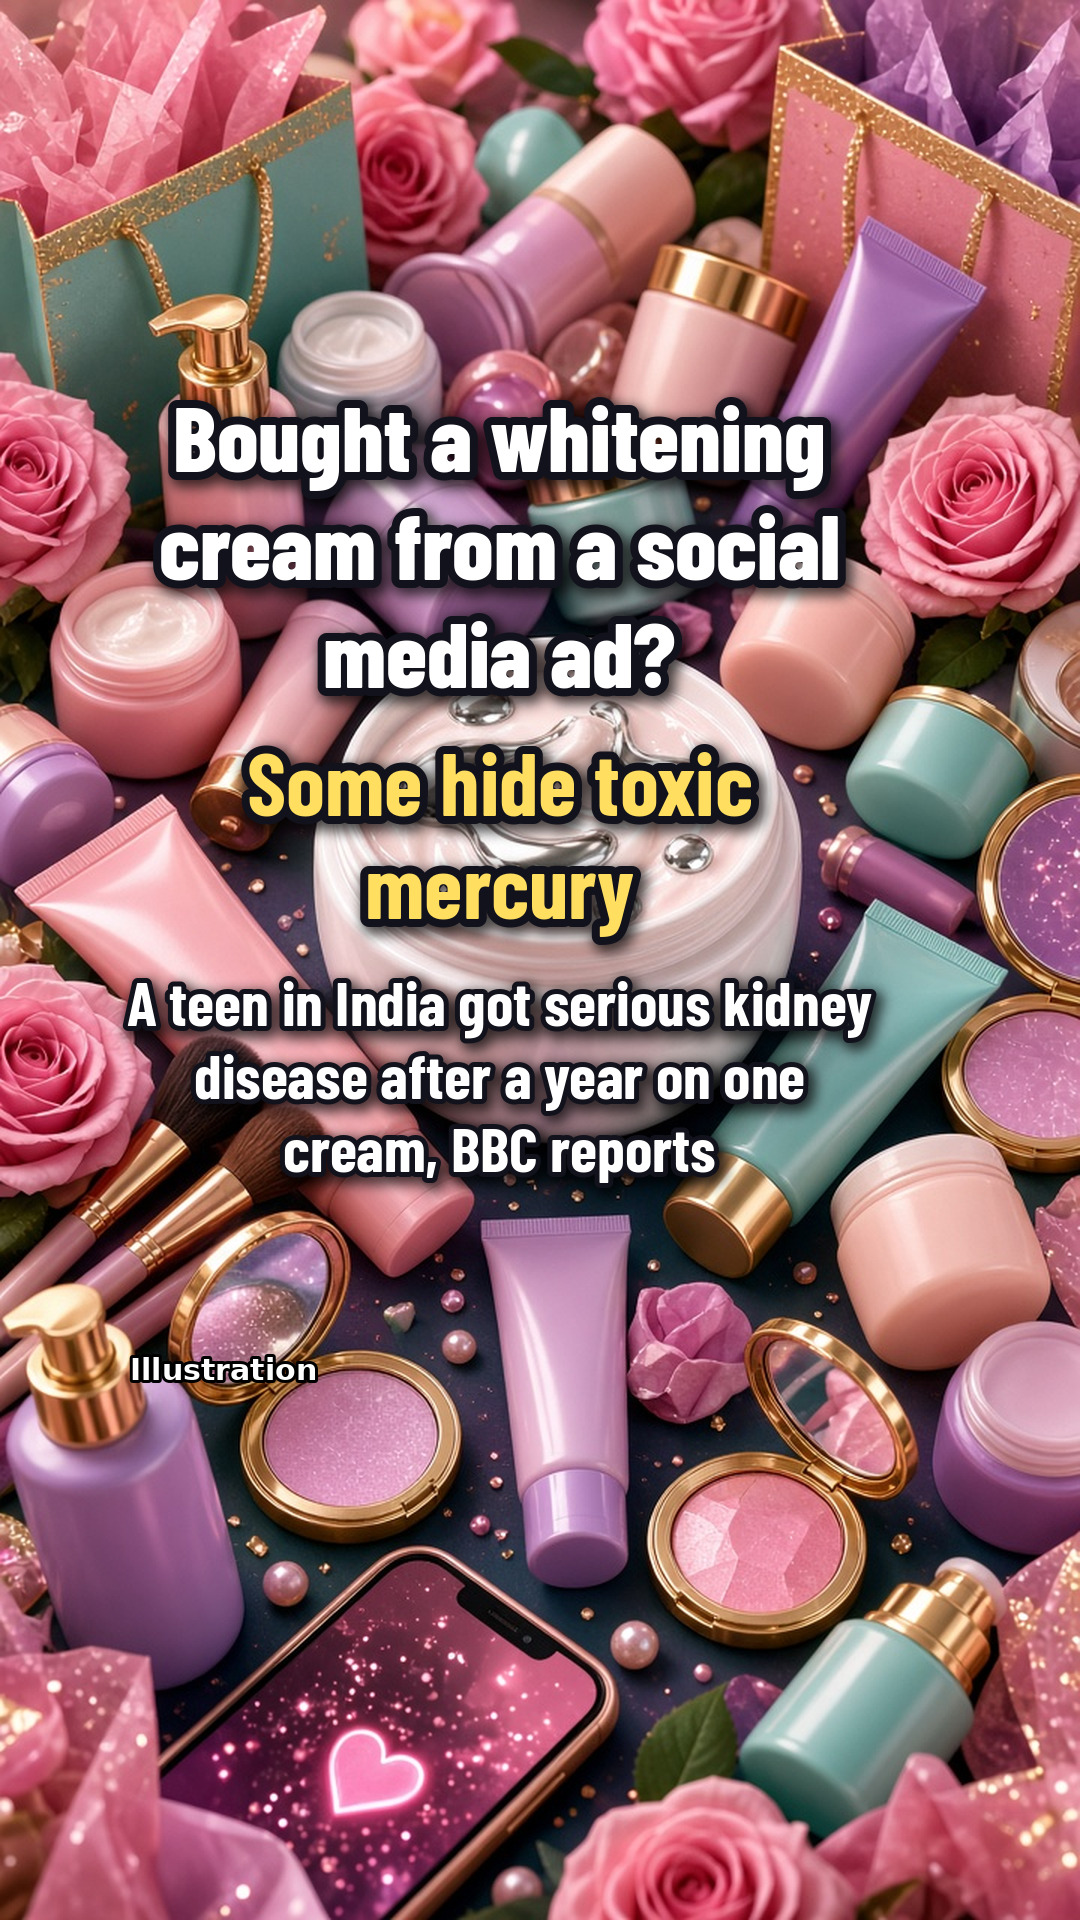 Bought a whitening
cream from a social
media ad?
Some hide toxic
mercury
A teen in India got serious kidney
disease after a year on one
cream, BBC reports
Illustration